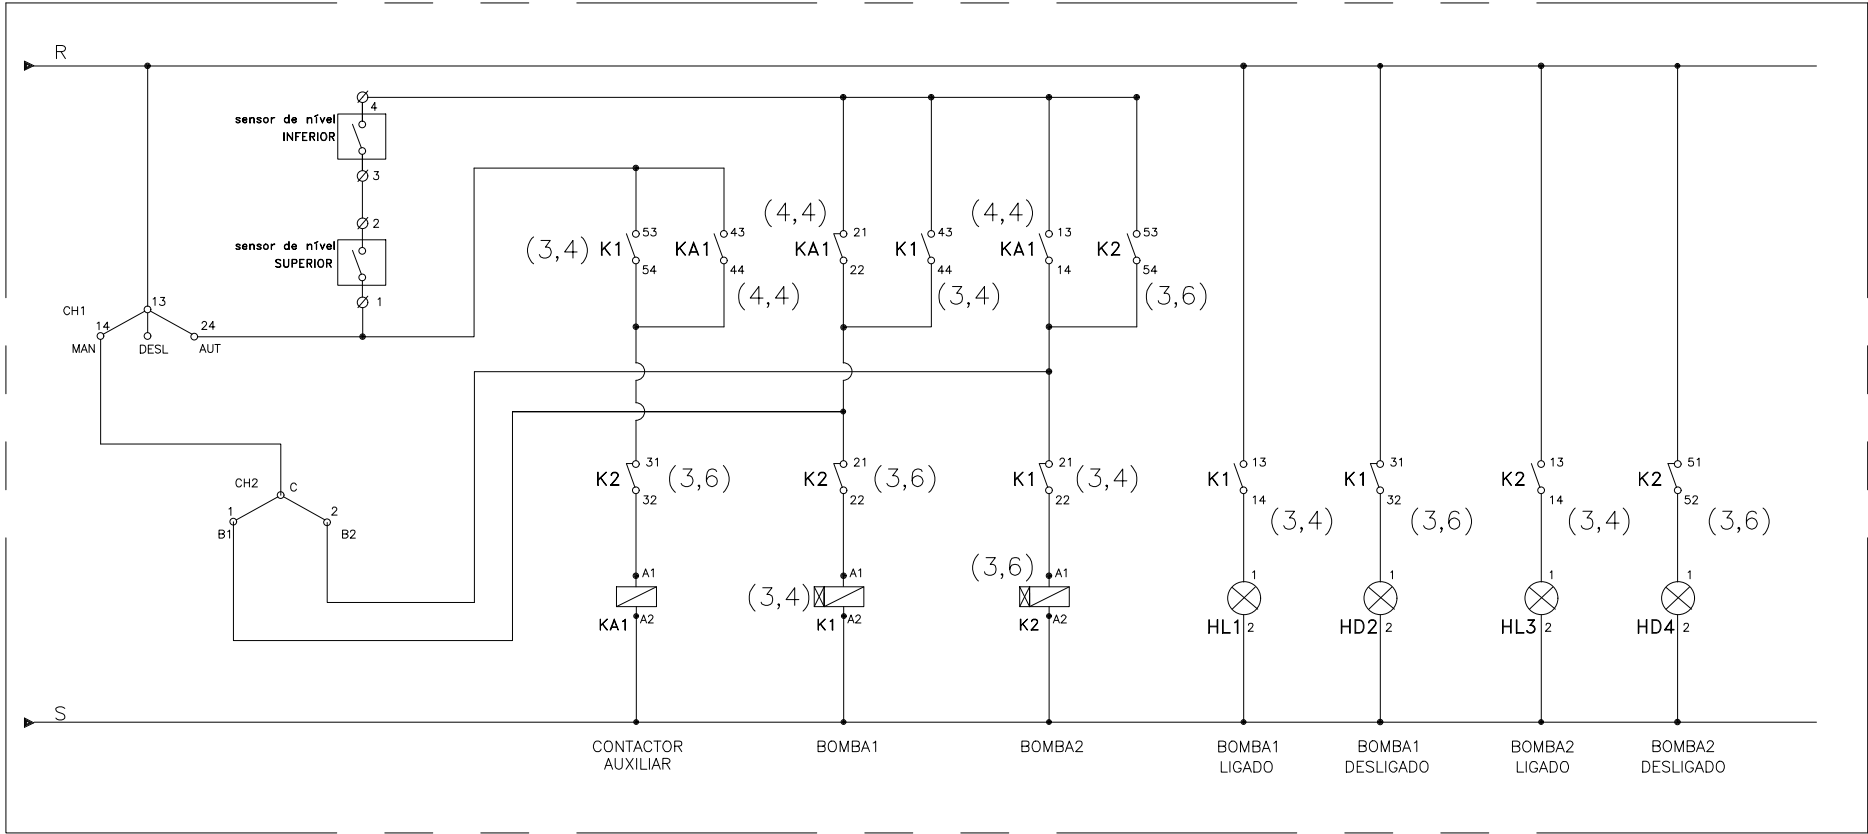 R
4
sensor de nível
INFERIOR
3
2
sensor de nível
SUPERIOR
1
CH1
13
14
24
MAN
DESL
AUT
CH2
C
1
2
B1
B2
(3,4)
K1
53
54
KA1
43
44
(4,4)
(4,4)
KA1
21
22
K1
43
44
(3,4)
(4,4)
KA1
13
14
K2
53
54
(3,6)
K2
31
32
(3,6)
K2
21
22
(3,6)
K1
21
22
(3,4)
K1
13
14
(3,4)
K1
31
32
(3,6)
K2
13
14
(3,4)
K2
51
52
(3,6)
A1
KA1
A2
(3,4)
A1
K1
A2
(3,6)
A1
K2
A2
1
HL1
2
1
HD2
2
1
HL3
2
1
HD4
2
S
CONTACTOR
AUXILIAR
BOMBA1
BOMBA2
BOMBA1
LIGADO
BOMBA1
DESLIGADO
BOMBA2
LIGADO
BOMBA2
DESLIGADO